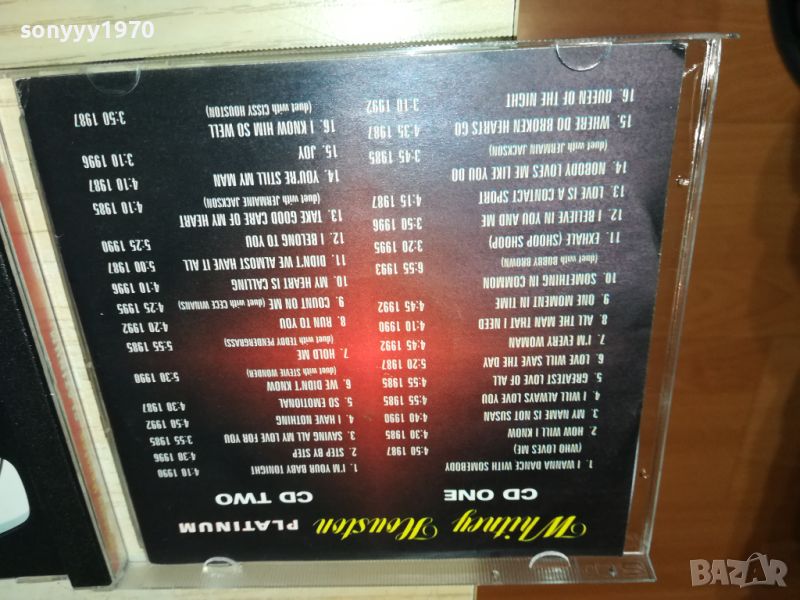 sonyyy1970
Whitney Houston PLATINUM
CD ONE
1. I WANNA DANCE WITH SOMEBODY
(WHO LOVES ME) 4:50 1987
2. HOW WILL I KNOW 4:30 1985
3. MY NAME IS NOT SUSAN 4:40 1990
4. I WILL ALWAYS LOVE YOU 4:55 1985
5. GREATEST LOVE OF ALL 4:55 1985
6. LOVE WILL SAVE THE DAY 5:20 1987
7. I'M EVERY WOMAN 4:45 1992
8. ALL THE MAN THAT I NEED 4:10 1990
9. ONE MOMENT IN TIME 4:45 1992
10. SOMETHING IN COMMON
(duet with BOBBY BROWN) 6:55 1993
11. EXHALE (SHOOP SHOOP) 3:20 1995
12. I BELIEVE IN YOU AND ME 3:50 1996
13. LOVE IS A CONTACT SPORT 4:15 1987
14. NOBODY LOVES ME LIKE YOU DO
(duet with JERMAIN JACKSON) 3:45 1985
15. WHERE DO BROKEN HEARTS GO 4:35 1987
16. QUEEN OF THE NIGHT 3:10 1992
CD TWO
1. I'M YOUR BABY TONIGHT 4:10 1990
2. STEP BY STEP 4:30 1996
3. SAVING ALL MY LOVE FOR YOU 3:55 1985
4. I HAVE NOTHING 4:50 1992
5. SO EMOTIONAL 4:30 1987
6. WE DIDN'T KNOW
(duet with STEVIE WONDER) 5:30 1990
7. HOLD ME
(duet with TEDDY PENDRGRASS) 5:55 1985
8. RUN TO YOU 4:20 1992
9. COUNT ON ME (duet with CECE WINANS) 4:25 1995
10. MY HEART IS CALLING 4:10 1996
11. DIDN'T WE ALMOST HAVE IT ALL 5:00 1987
12. I BELONG TO YOU 5:25 1990
13. TAKE GOOD CARE OF MY HEART
(duet with JERMAINE JACKSON) 4:10 1985
14. YOU'RE STILL MY MAN 4:10 1987
15. JOY 3:10 1996
16. I KNOW HIM SO WELL
(duet with CISSY HOUSTON) 3:50 1987
BAZAR